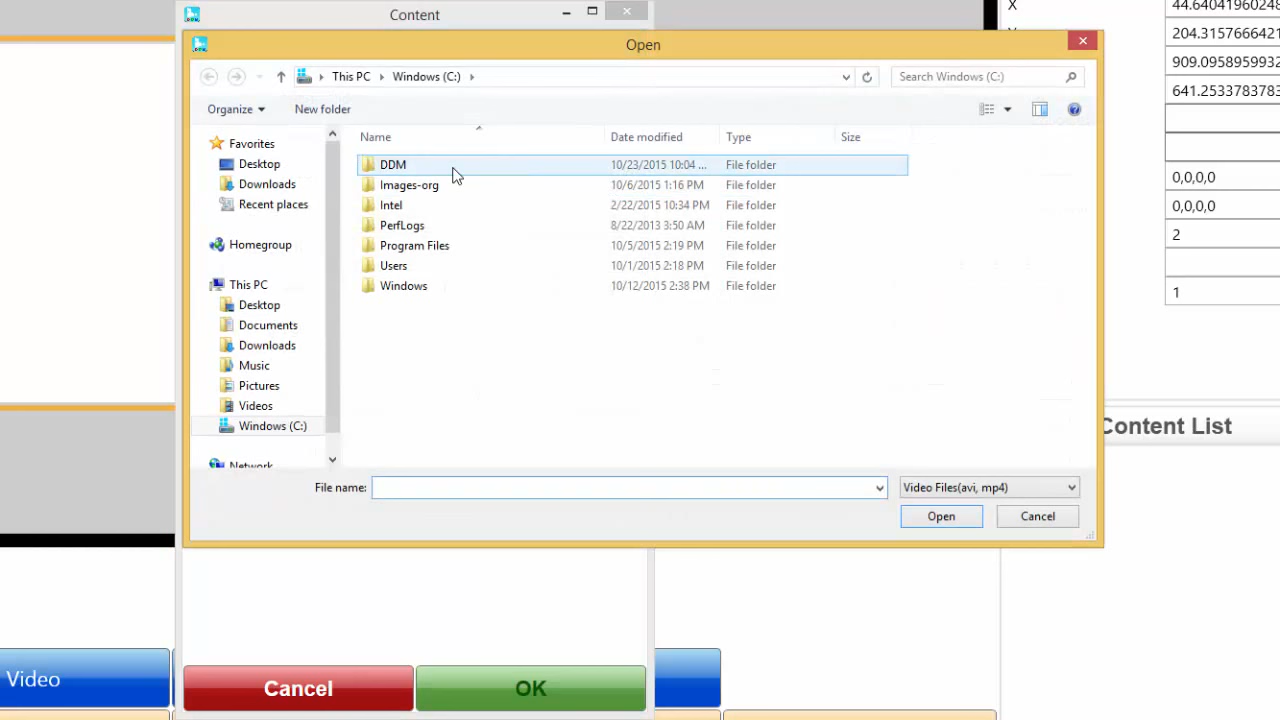 Content
X
44.64041960248
Open
204.3157666421
909.0958959932
This PC
Windows (C:)
Search Windows (C:)
641.2533783783
Organize
New folder
Name
Date modified
Type
Size
Favorites
Desktop
Downloads
Recent places
Homegroup
This PC
Desktop
Documents
Downloads
Music
Pictures
Videos
Windows (C:)
Network
DDM 10/23/2015 10:04 ... File folder
Images-org 10/6/2015 1:16 PM File folder
Intel 2/22/2015 10:34 PM File folder
PerfLogs 8/22/2013 3:50 AM File folder
Program Files 10/5/2015 2:19 PM File folder
Users 10/1/2015 2:18 PM File folder
Windows 10/12/2015 2:38 PM File folder
0,0,0,0
0,0,0,0
2
1
Content List
File name:
Video Files(avi, mp4)
Open
Cancel
Video
Cancel
OK